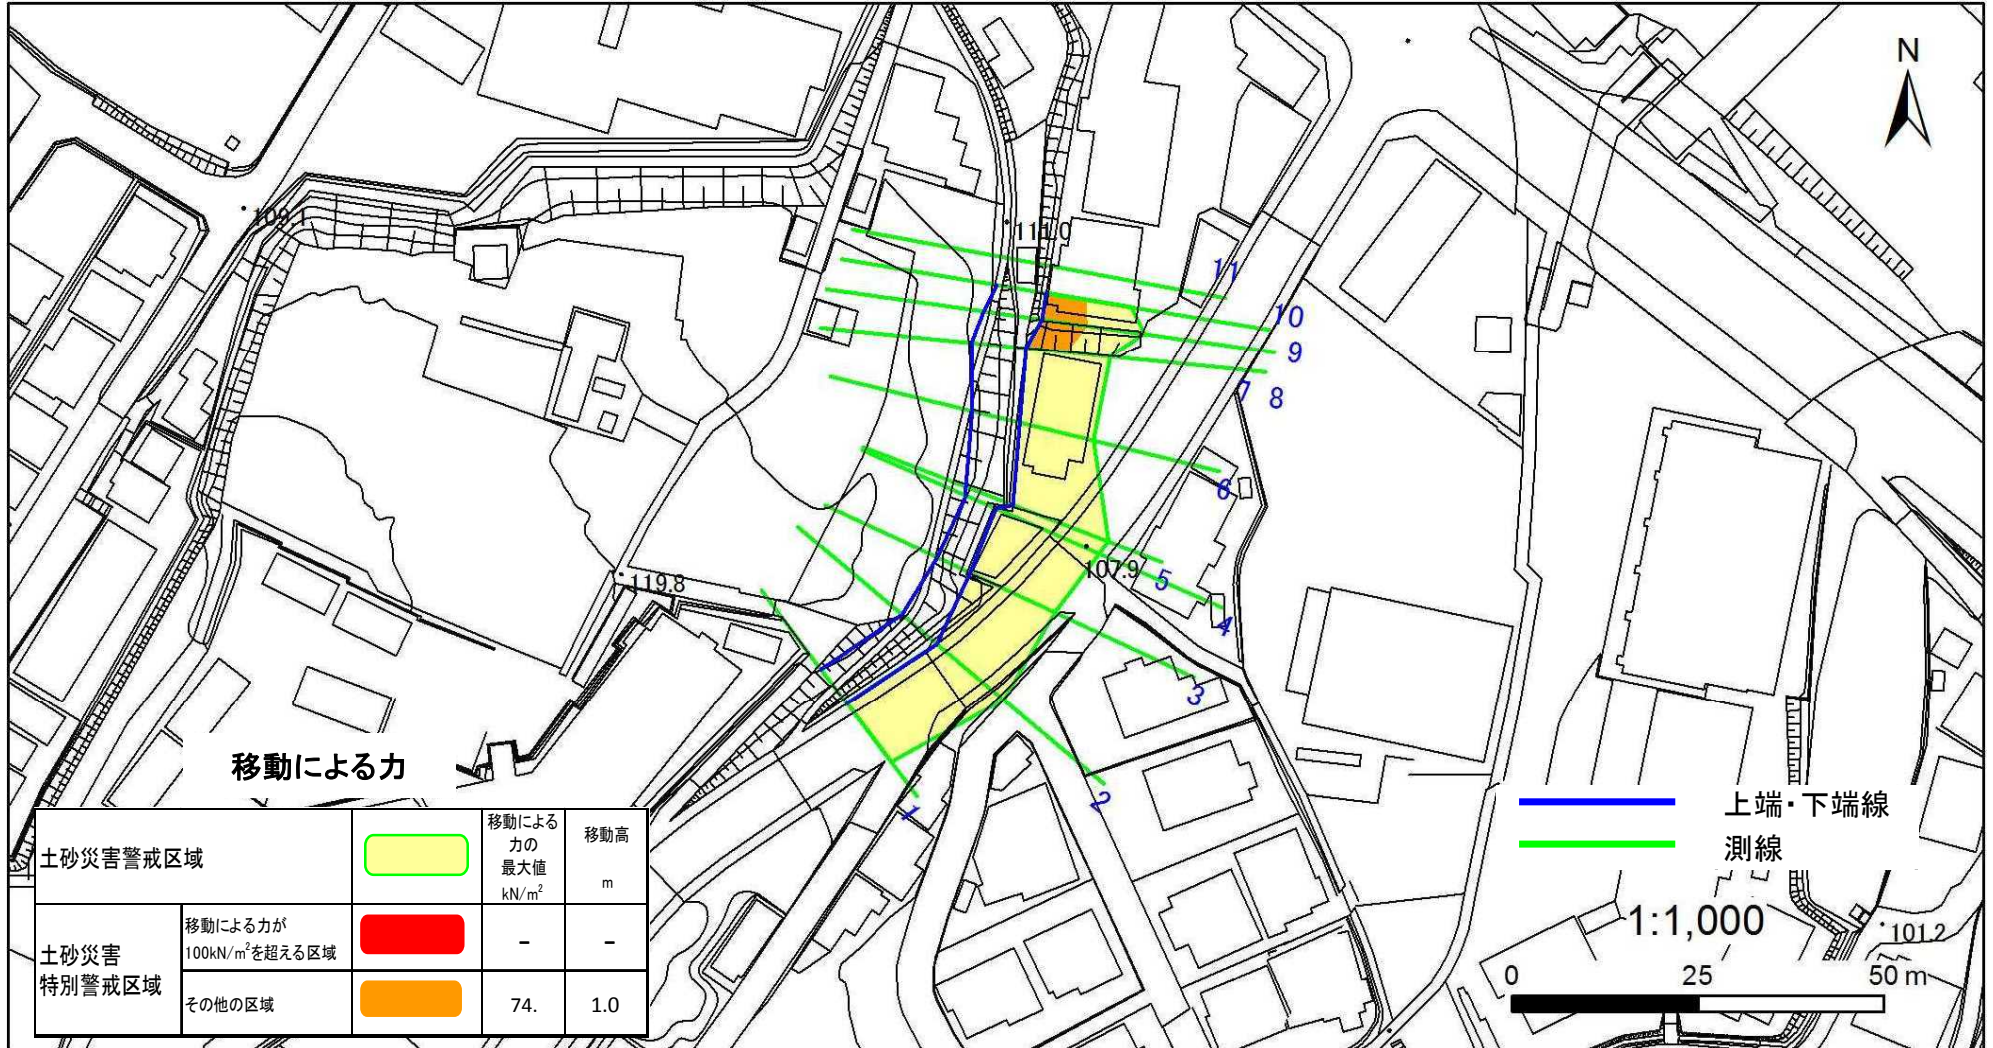 N
109.1
111.0
11
10
9
7 8
6
107.9
5
119.8
4
3
2
1
移動による力
土砂災害警戒区域
移動による
力の
最大値
kN/m²
移動高
m
土砂災害
特別警戒区域
移動による力が
100kN/m²を超える区域
-
-
その他の区域
74.
1.0
上端・下端線
測線
1:1,000
101.2
0 25 50 m